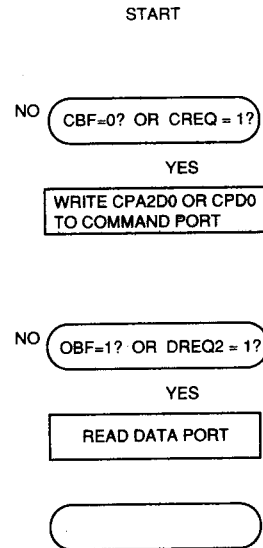 START
NO
CBF=0? OR CREQ = 1?
YES
WRITE CPA2D0 OR CPD0
TO COMMAND PORT
NO
OBF=1? OR DREQ2 = 1?
YES
READ DATA PORT